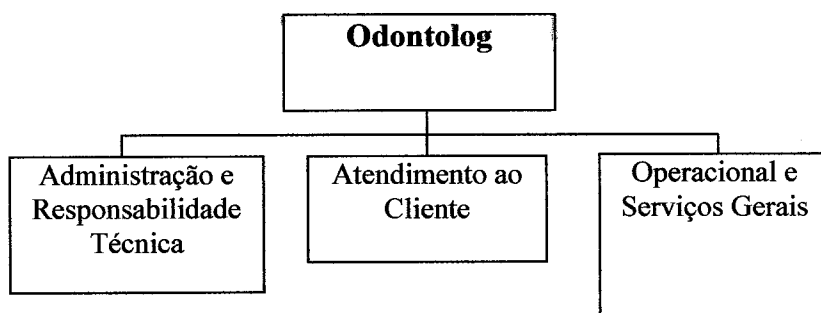 Odontolog
Administração e
Responsabilidade
Técnica
Atendimento ao
Cliente
Operacional e
Serviços Gerais